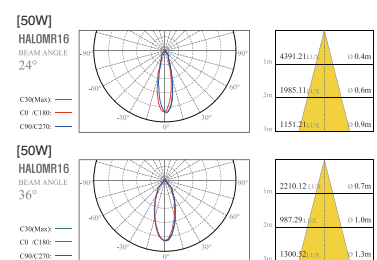 [50W]
HALOMR16
BEAM ANGLE
24°
C30(Max):
C0 /C180:
C90/C270:
-90° 90°
-60° 60°
-30° 30°
0°
4391.21LUX Ø 0.4m
1m
1985.11LUX Ø 0.6m
2m
1151.21LUX Ø 0.9m
3m
[50W]
HALOMR16
BEAM ANGLE
36°
C30(Max):
C0 /C180:
C90/C270:
-90° 90°
-60° 60°
-30° 30°
0°
2210.12LUX Ø 0.7m
1m
987.29LUX Ø 1.0m
2m
1300.52LUX Ø 1.3m